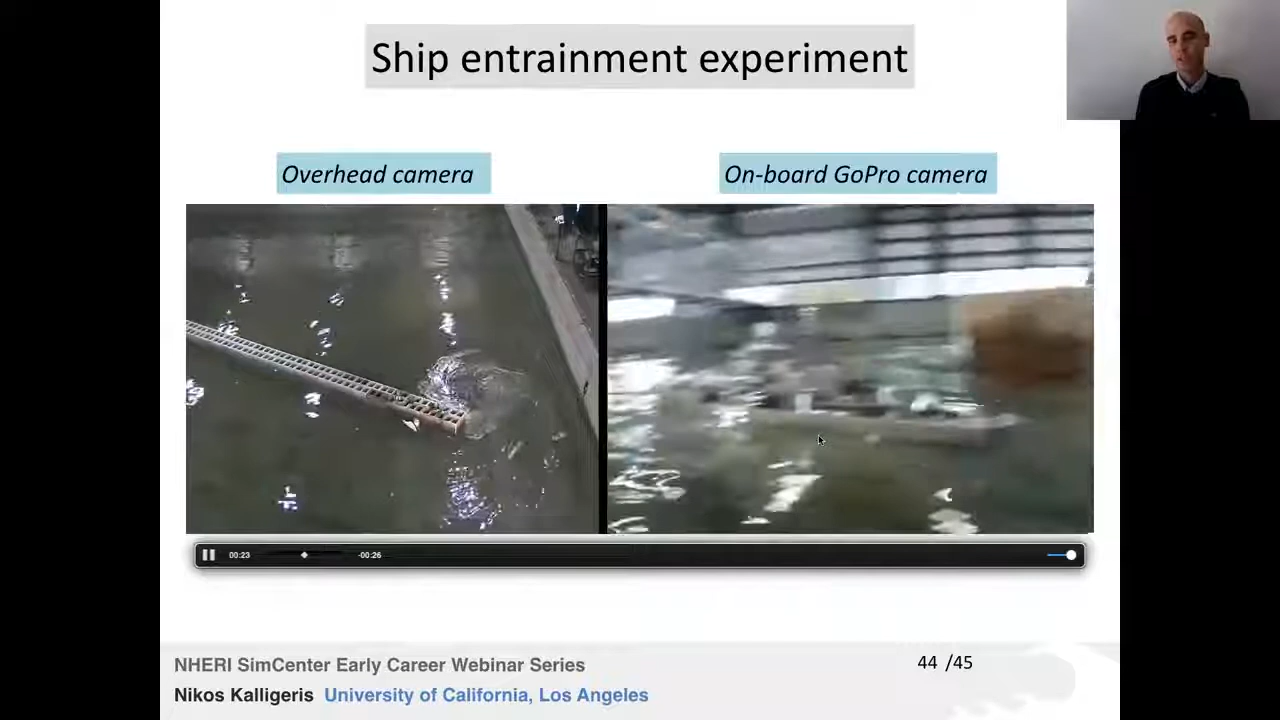 Ship entrainment experiment
Overhead camera
On-board GoPro camera
00:23
-00:26
NHERI SimCenter Early Career Webinar Series
44 /45
Nikos Kalligeris University of California, Los Angeles